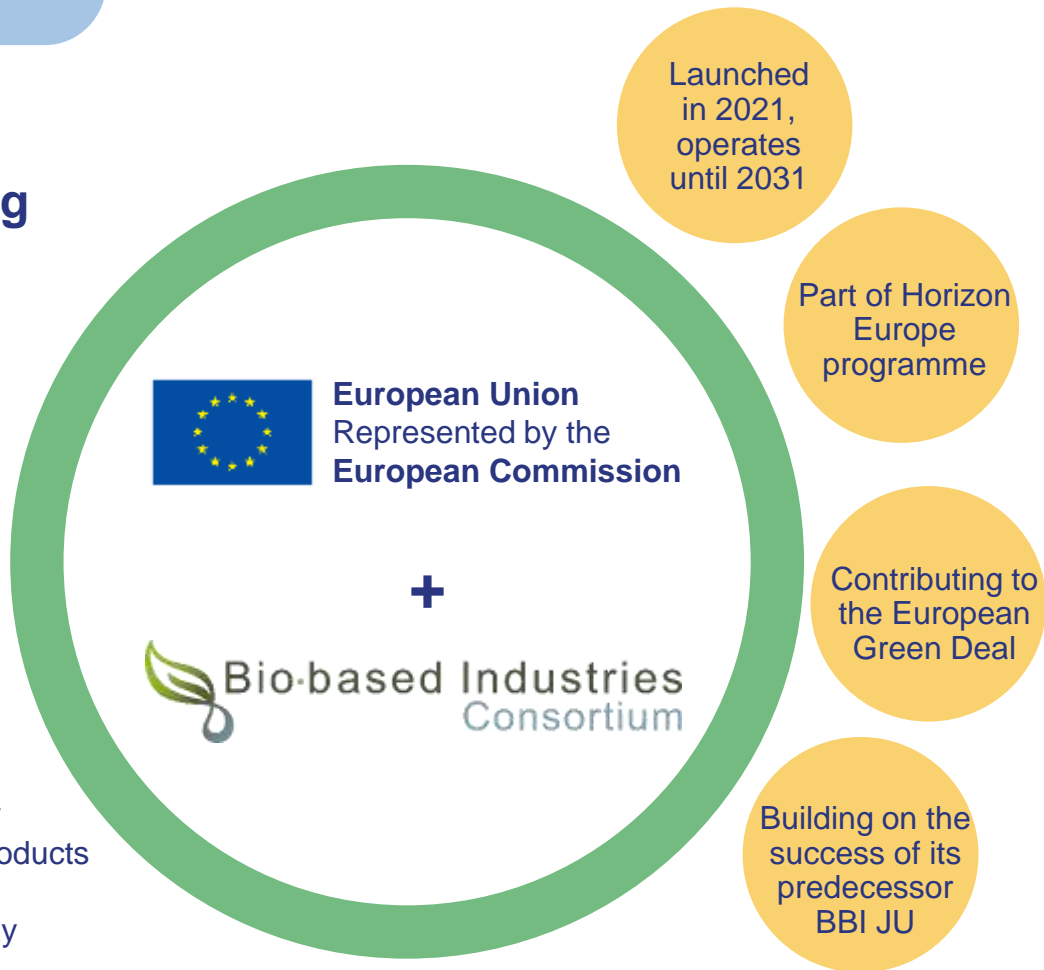 Launched
in 2021,
operates
until 2031
g
Part of Horizon
Europe
programme
European Union
Represented by the
European Commission
+
Contributing to
the European
Green Deal
Bio-based Industries
Consortium
Building on the
success of its
predecessor
BBI JU
oducts
y